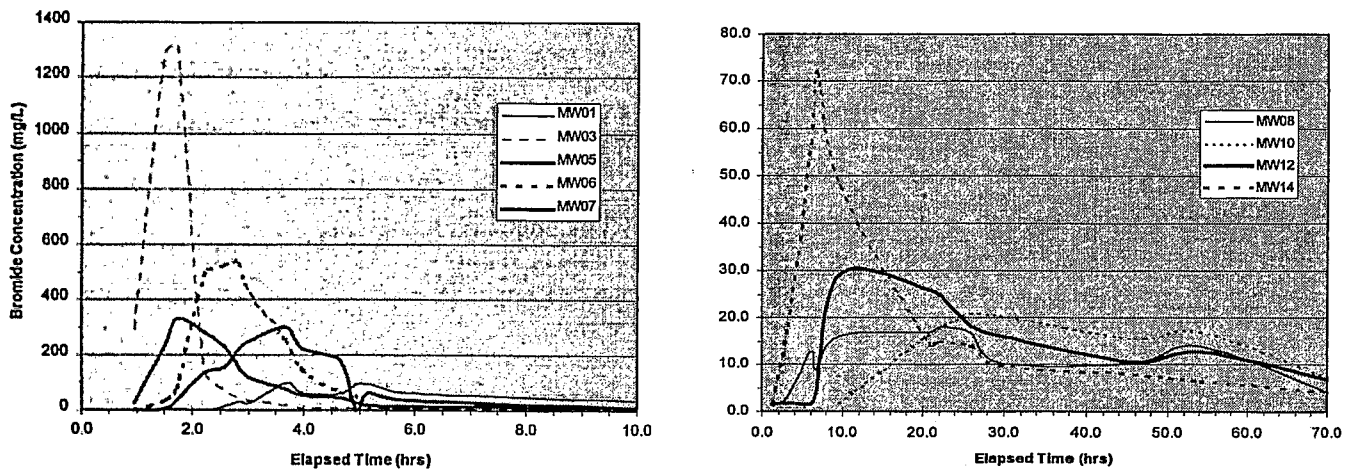 1400
1200
1000
800
600
400
200
0
Bromide Concentration (mg/L)
0.0 2.0 4.0 6.0 8.0 10.0
Elapsed Time (hrs)
MW01
MW03
MW05
MW06
MW07
80.0
70.0
60.0
50.0
40.0
30.0
20.0
10.0
0.0
0.0 10.0 20.0 30.0 40.0 50.0 60.0 70.0
Elapsed Time (hrs)
MW08
MW10
MW12
MW14